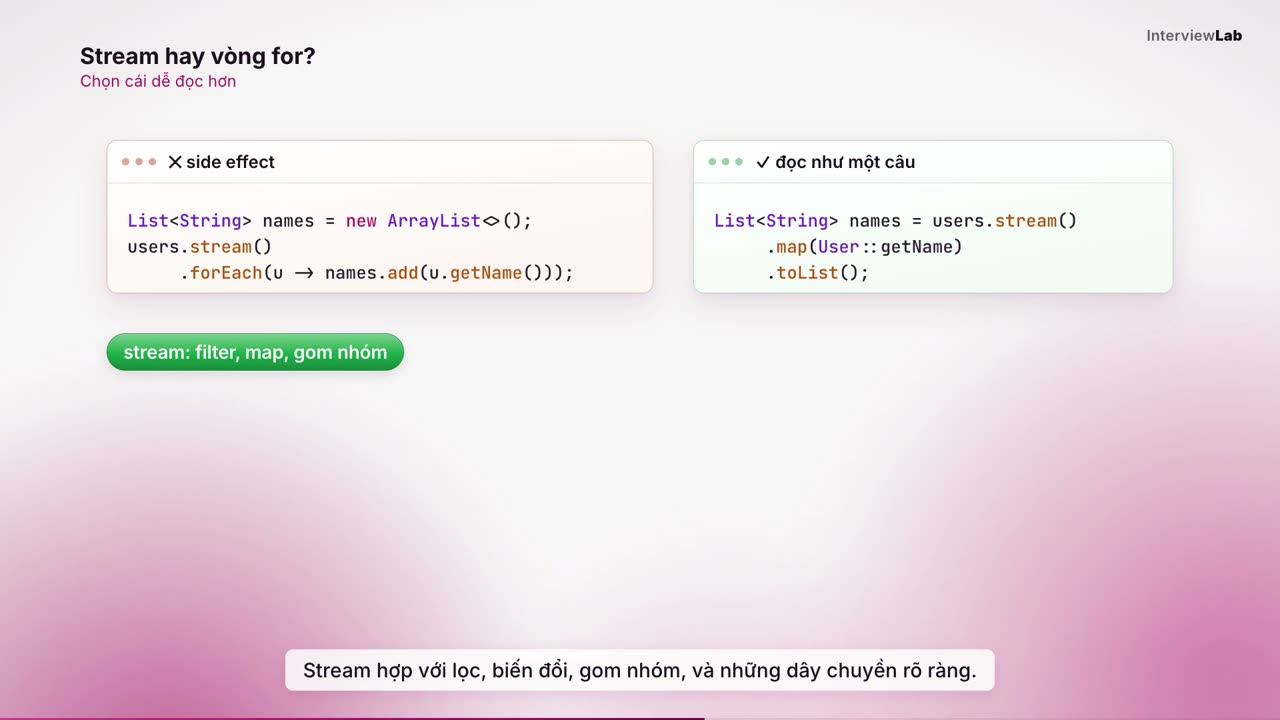 Stream hay vòng for?
Chọn cái dễ đọc hơn
InterviewLab
✕ side effect
List<String> names = new ArrayList<>();
users.stream()
.forEach(u -> names.add(u.getName()));
✓ đọc như một câu
List<String> names = users.stream()
.map(User::getName)
.toList();
stream: filter, map, gom nhóm
Stream hợp với lọc, biến đổi, gom nhóm, và những dây chuyền rõ ràng.